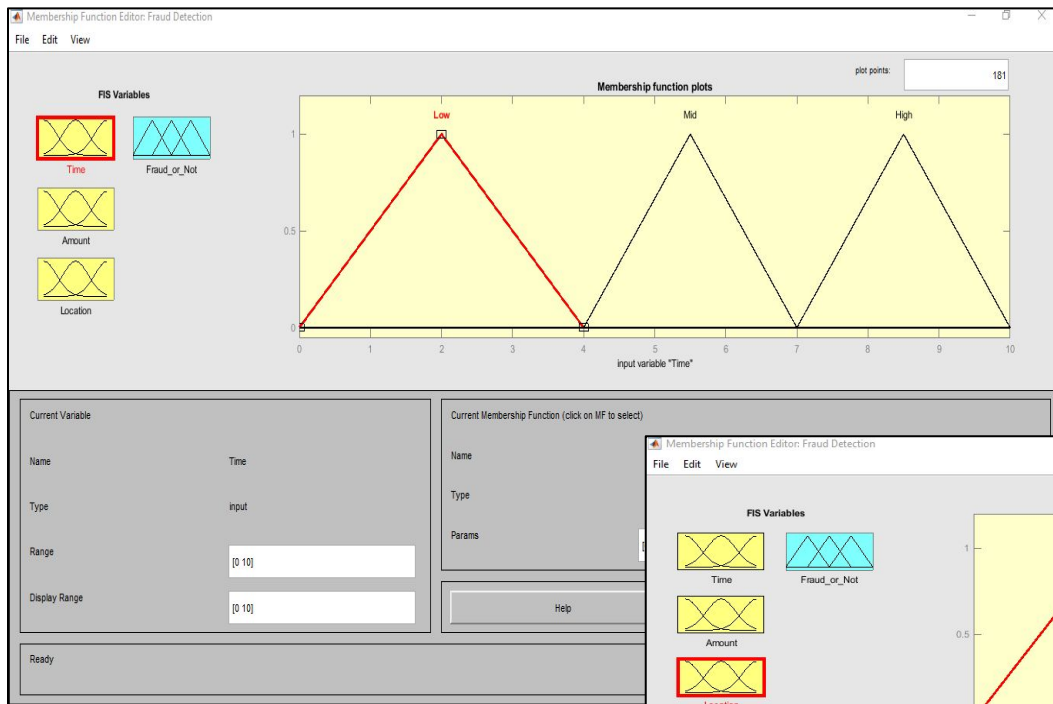 Membership Function Editor: Fraud Detection
File Edit View
plot points: 181
FIS Variables
Membership function plots
Time
Fraud_or_Not
Amount
Location
Low Mid High
1
0.5
0
0 1 2 3 4 5 6 7 8 9 10
input variable "Time"
Current Variable
Name Time
Type input
Range [0 10]
Display Range [0 10]
Current Membership Function (click on MF to select)
Name
Type
Params [
Help
Ready
Membership Function Editor: Fraud Detection
File Edit View
FIS Variables
Time
Fraud_or_Not
Amount
Location
1
0.5